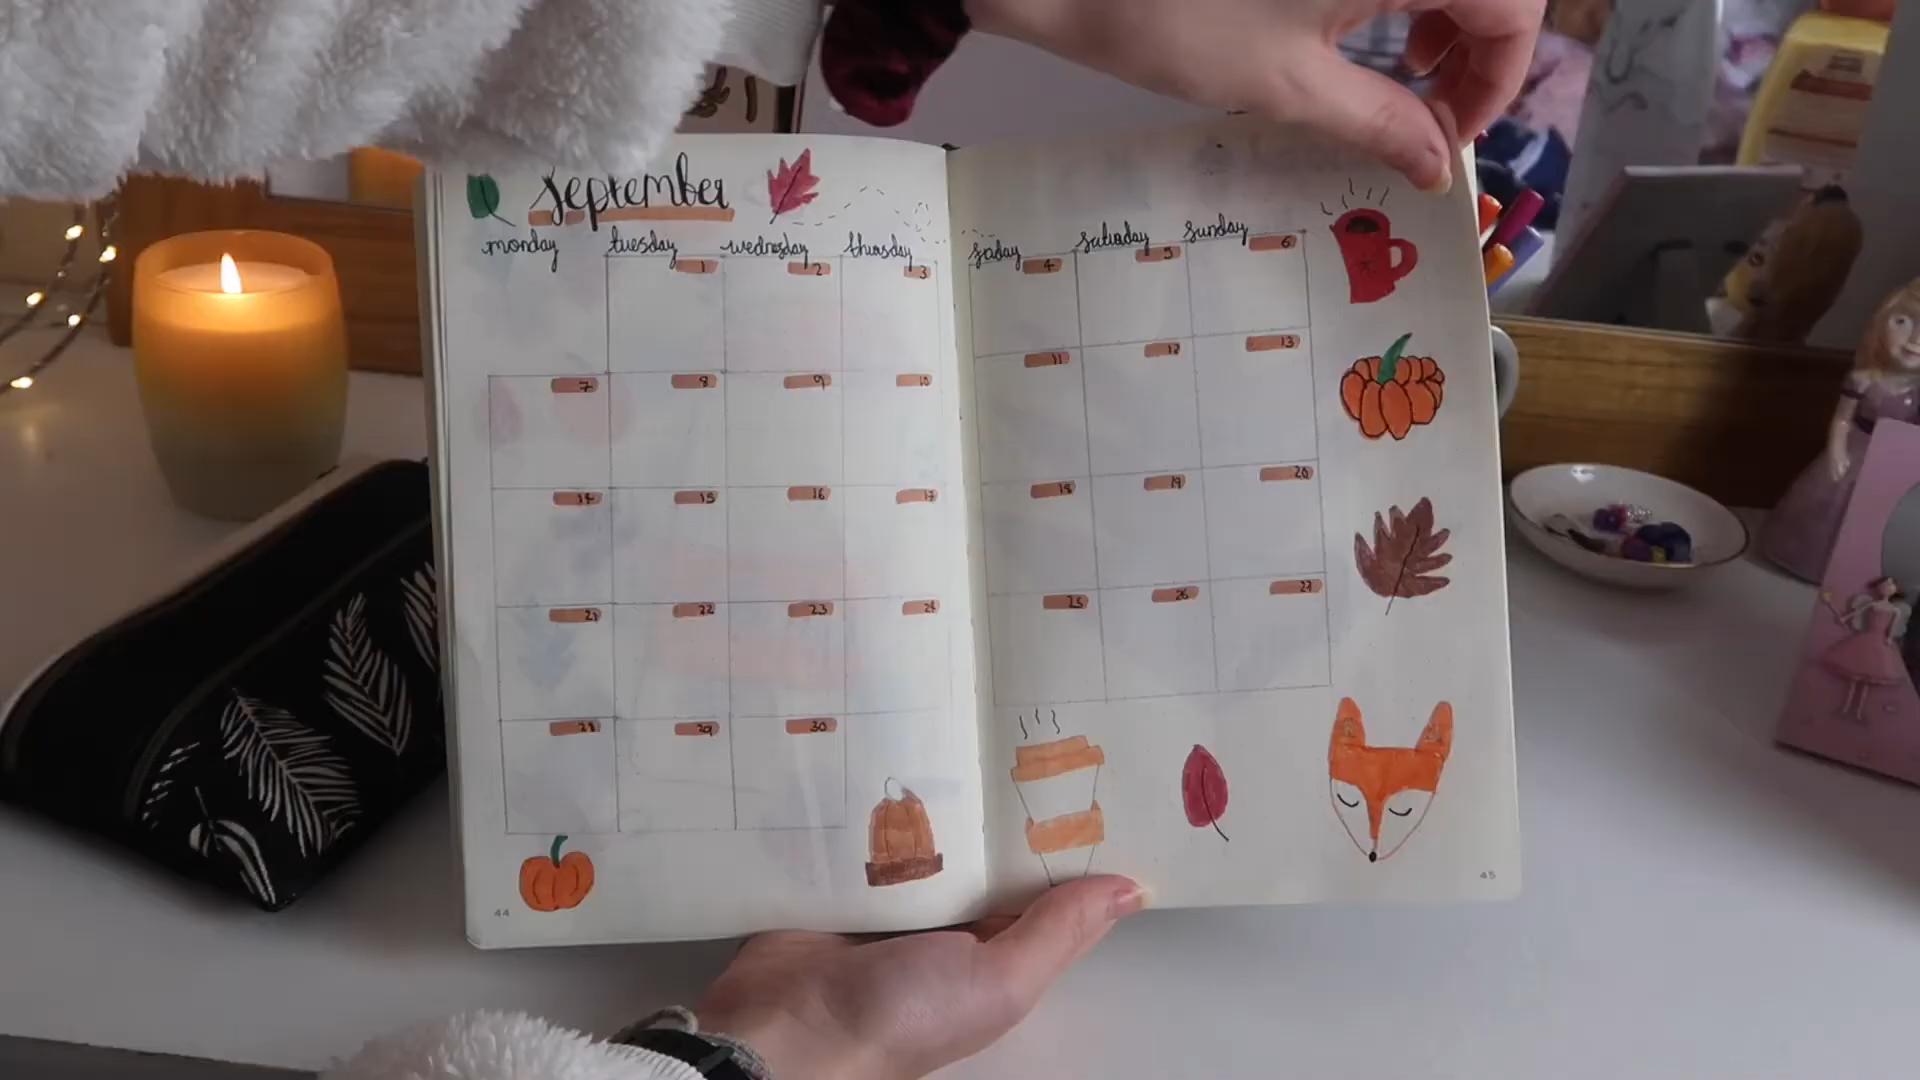 September
monday tuesday wednesday thursday friday saturday sunday
1 2 3 4 5 6
7 8 9 10 11 12 13
14 15 16 17 18 19 20
21 22 23 24 25 26 27
28 29 30
44 45